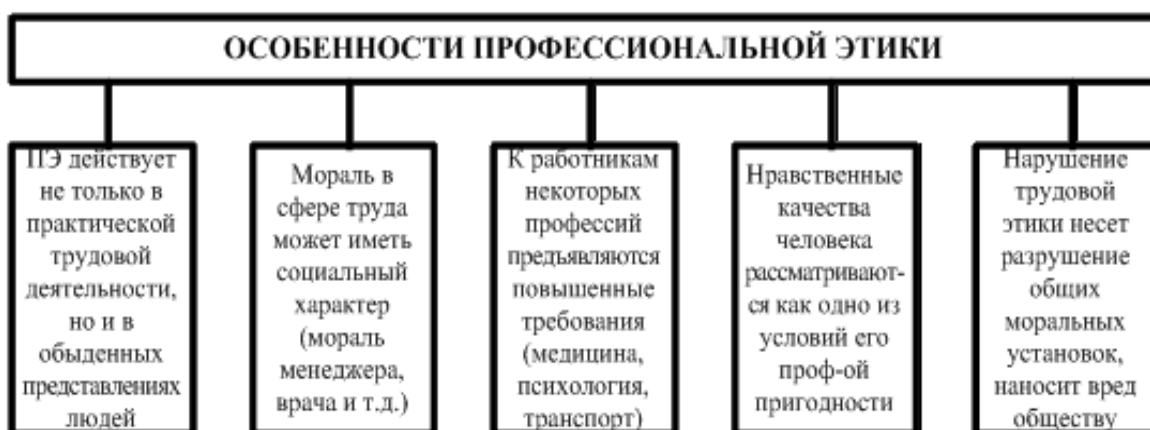 ОСОБЕННОСТИ ПРОФЕССИОНАЛЬНОЙ ЭТИКИ
ПЭ действует
не только в
практической
трудовой
деятельности,
но и в
обыденных
представлениях
людей
Мораль в
сфере труда
может иметь
социальный
характер
(мораль
менеджера,
врача и т.д.)
К работникам
некоторых
профессий
предъявляются
повышенные
требования
(медицина,
психология,
транспорт)
Нравственные
качества
человека
рассматривают-
ся как одно из
условий его
проф-ой
пригодности
Нарушение
трудовой
этики несет
разрушение
общих
моральных
установок,
наносит вред
обществу